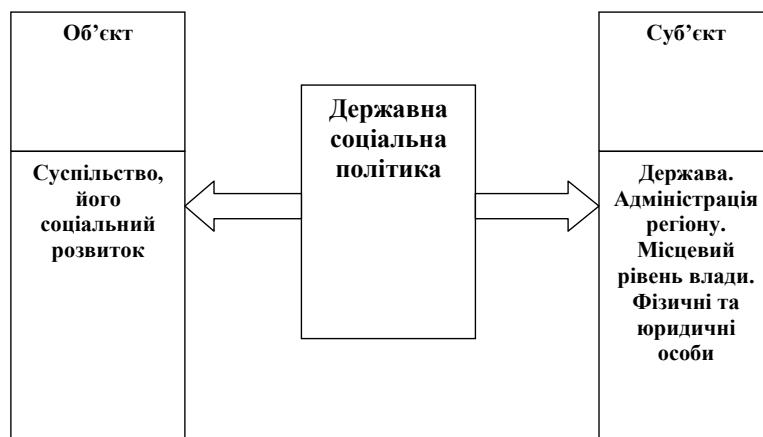 Об’єкт
Суспільство,
його
соціальний
розвиток
Державна
соціальна
політика
Суб’єкт
Держава.
Адміністрація
регіону.
Місцевий
рівень влади.
Фізичні та
юридичні
особи